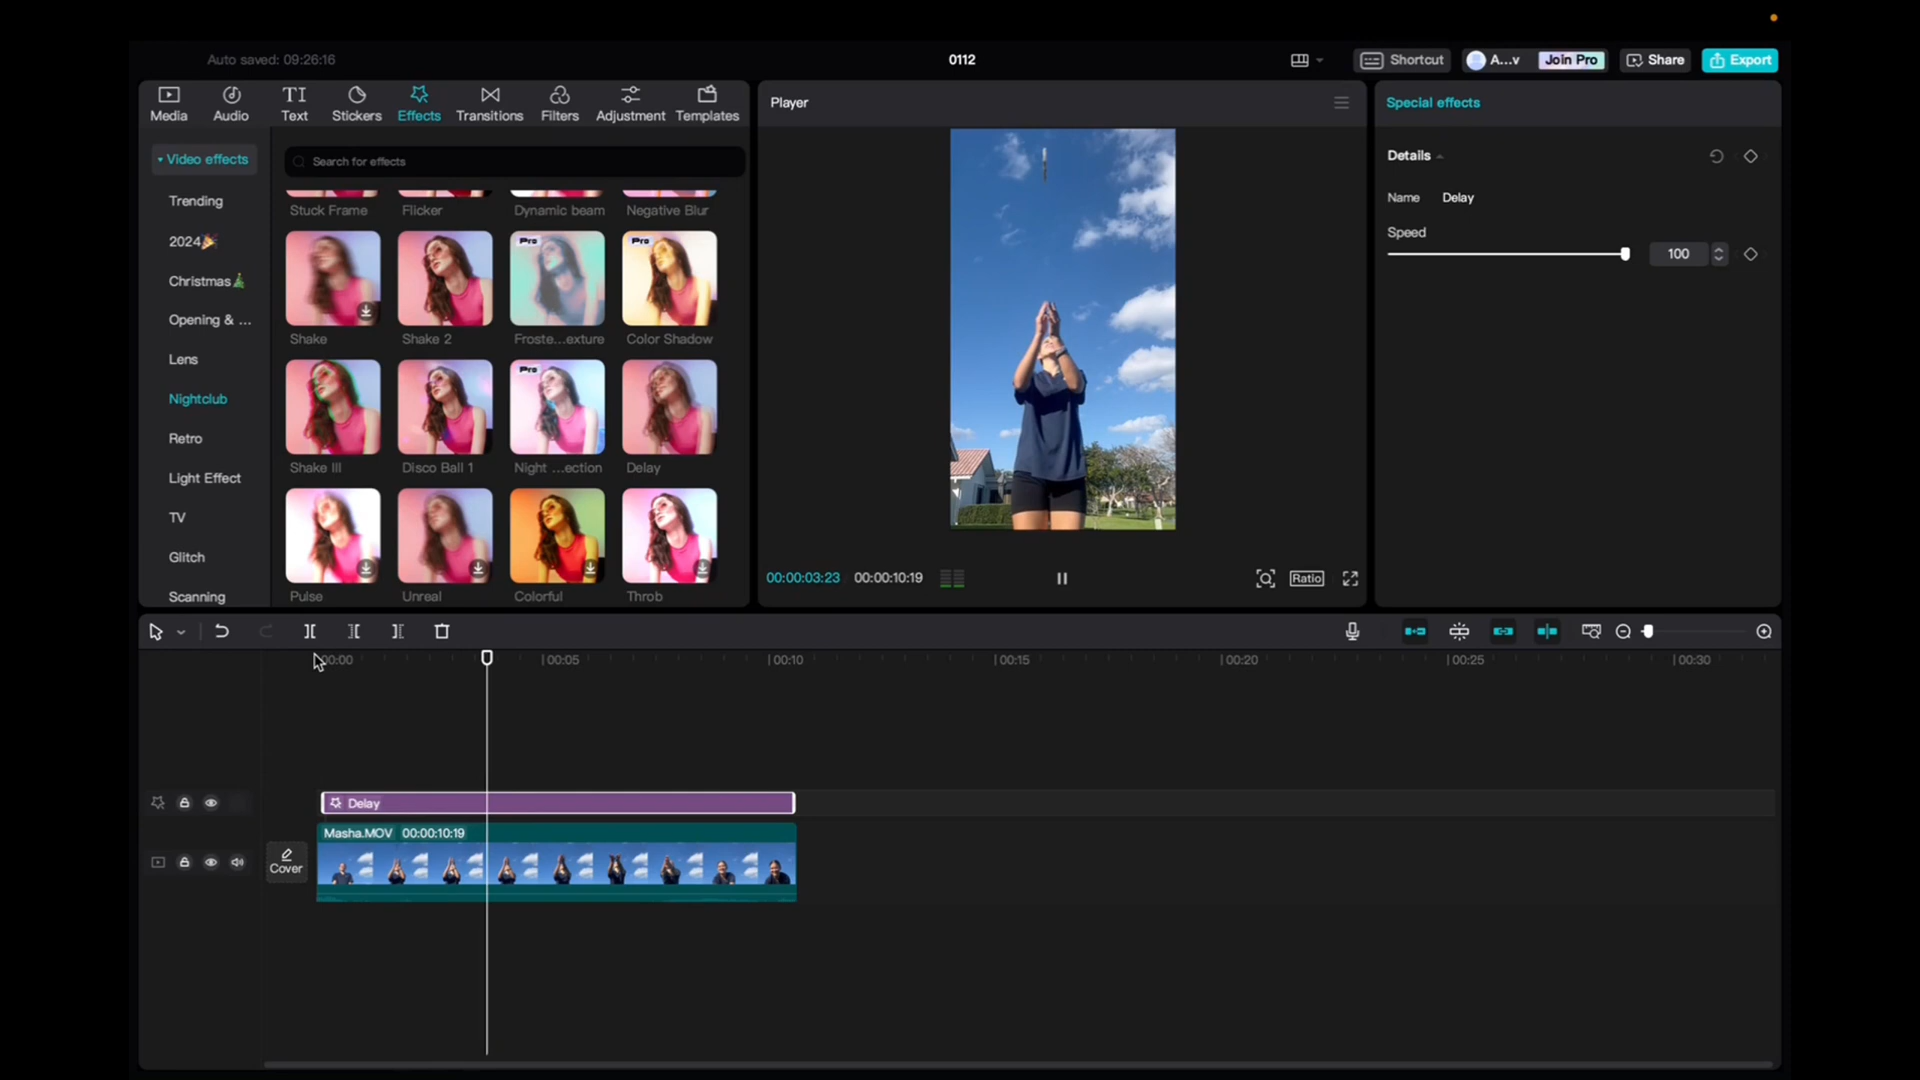 Auto saved: 09:26:16
0112
Shortcut
A...v
Join Pro
Share
Export
Media
Audio
TI
Text
Stickers
Effects
Transitions
Filters
Adjustment
Templates
Player
Special effects
Video effects
Search for effects
Details
Trending
Stuck Frame
Flicker
Dynamic beam
Negative Blur
Name Delay
2024
Pro
Pro
Speed
100
Christmas
Opening & ...
Shake
Shake 2
Froste...exture
Color Shadow
Lens
Pro
Nightclub
Retro
Shake III
Disco Ball 1
Night ...ection
Delay
Light Effect
TV
Glitch
00:00:03:23 00:00:10:19
Ratio
Scanning
Pulse
Unreal
Colorful
Throb
00:00
00:05
00:10
00:15
00:20
00:25
00:30
Delay
Masha.MOV 00:00:10:19
Cover